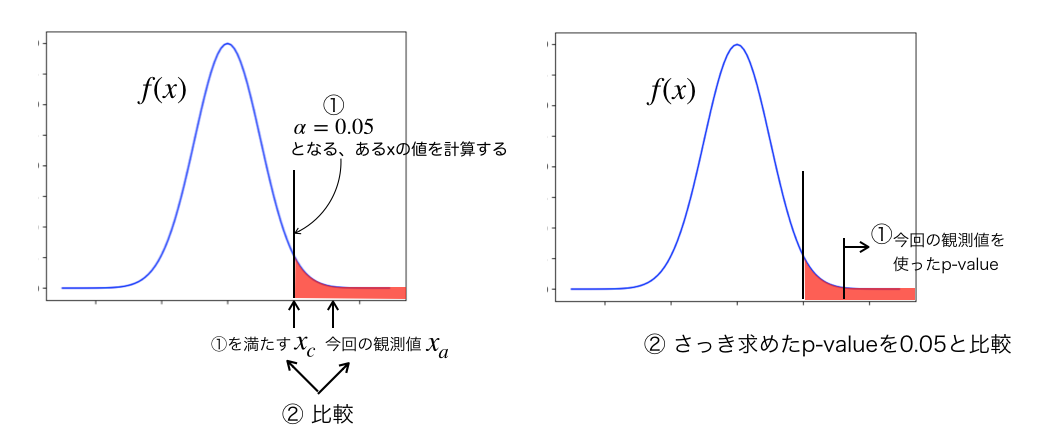 f(x)
①
α = 0.05
となる、あるxの値を計算する
①を満たす x_c 今回の観測値 x_a
② 比較
f(x)
①今回の観測値を
使ったp-value
② さっき求めたp-valueを0.05と比較